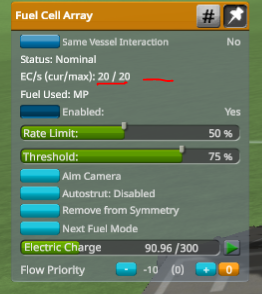 Fuel Cell Array #
Same Vessel Interaction No
Status: Nominal
EC/s (cur/max): 20 / 20
Fuel Used: MP
Enabled: Yes
Rate Limit: 50 %
Threshold: 75 %
Aim Camera
Autostrut: Disabled
Remove from Symmetry
Next Fuel Mode
Electric Charge 90.96 /300
Flow Priority - -10 (0) + 0